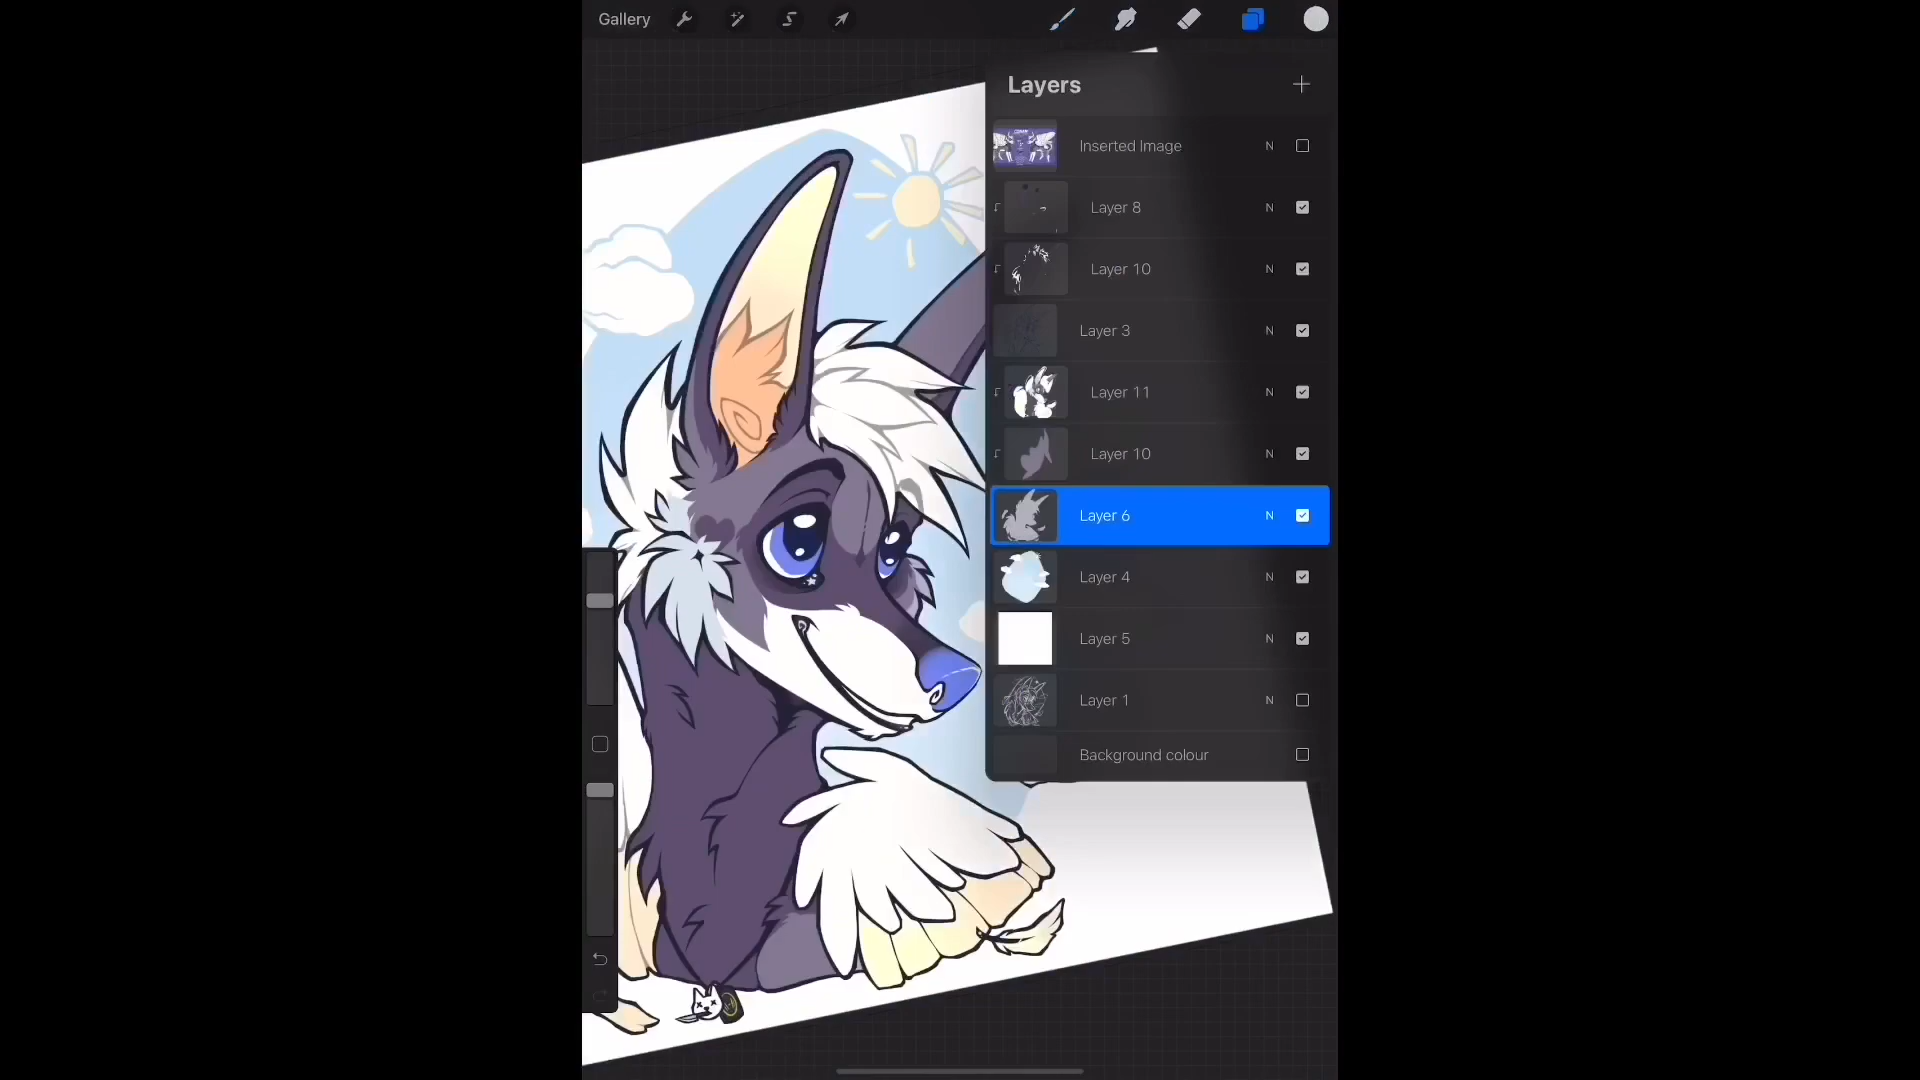 Gallery
Layers
Inserted Image N
Layer 8 N
Layer 10 N
Layer 3 N
Layer 11 N
Layer 10 N
Layer 6 N
Layer 4 N
Layer 5 N
Layer 1 N
Background colour